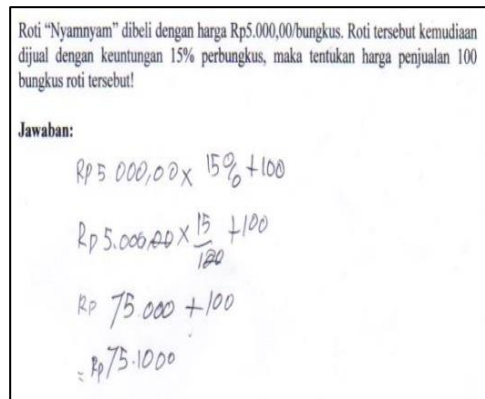 Roti “Nyamnyam” dibeli dengan harga Rp5.000,00/bungkus. Roti tersebut kemudiaan
dijual dengan keuntungan 15% perbungkus, maka tentukan harga penjualan 100
bungkus roti tersebut!
Jawaban:
Rp 5 000,00 x 15% +100
Rp 5.000,00 x 15/100 +100
Rp 75.000 +100
= Rp 75.1000